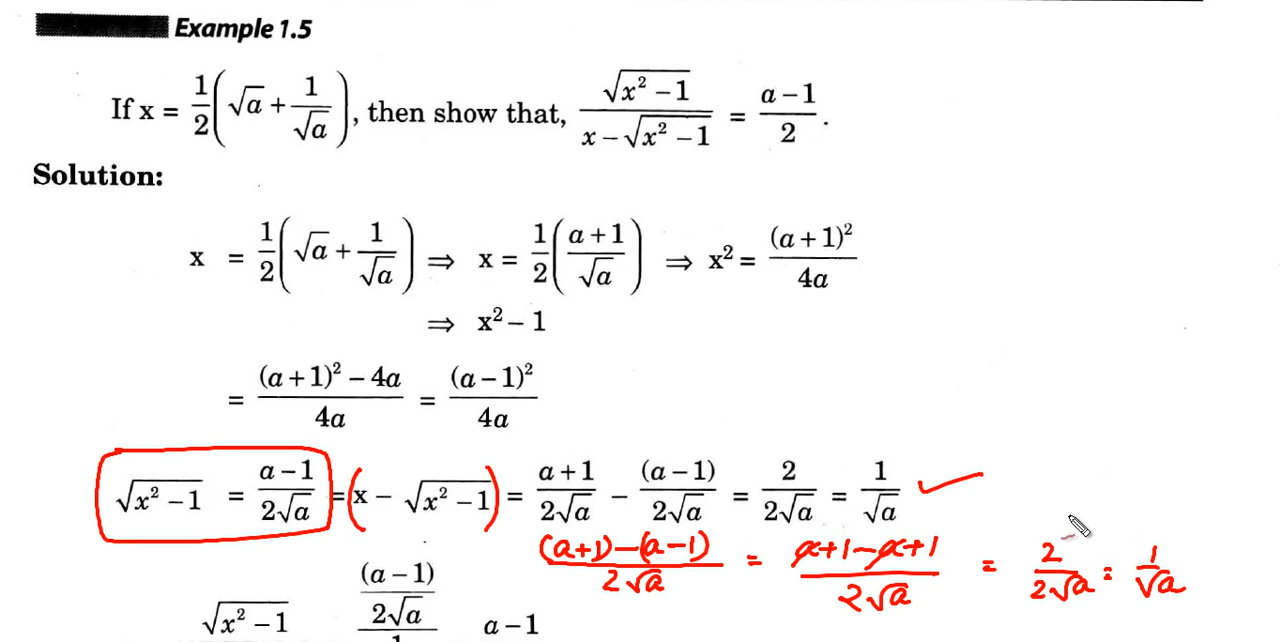 Example 1.5
If x = 1/2(√a + 1/√a), then show that, √(x² − 1)/(x − √(x² − 1)) = (a − 1)/2.
Solution:
x = 1/2(√a + 1/√a) ⇒ x = 1/2((a + 1)/√a) ⇒ x² = (a + 1)²/4a
⇒ x² − 1
= ((a + 1)² − 4a)/4a = (a − 1)²/4a
√(x² − 1) = (a − 1)/2√a = (x − √(x² − 1)) = (a + 1)/2√a − (a − 1)/2√a = 2/2√a = 1/√a ✓
((a+1)−(a−1))/2√a = (a+1−a+1)/2√a = 2/2√a = 1/√a
√(x² − 1) (a − 1)/2√a a − 1